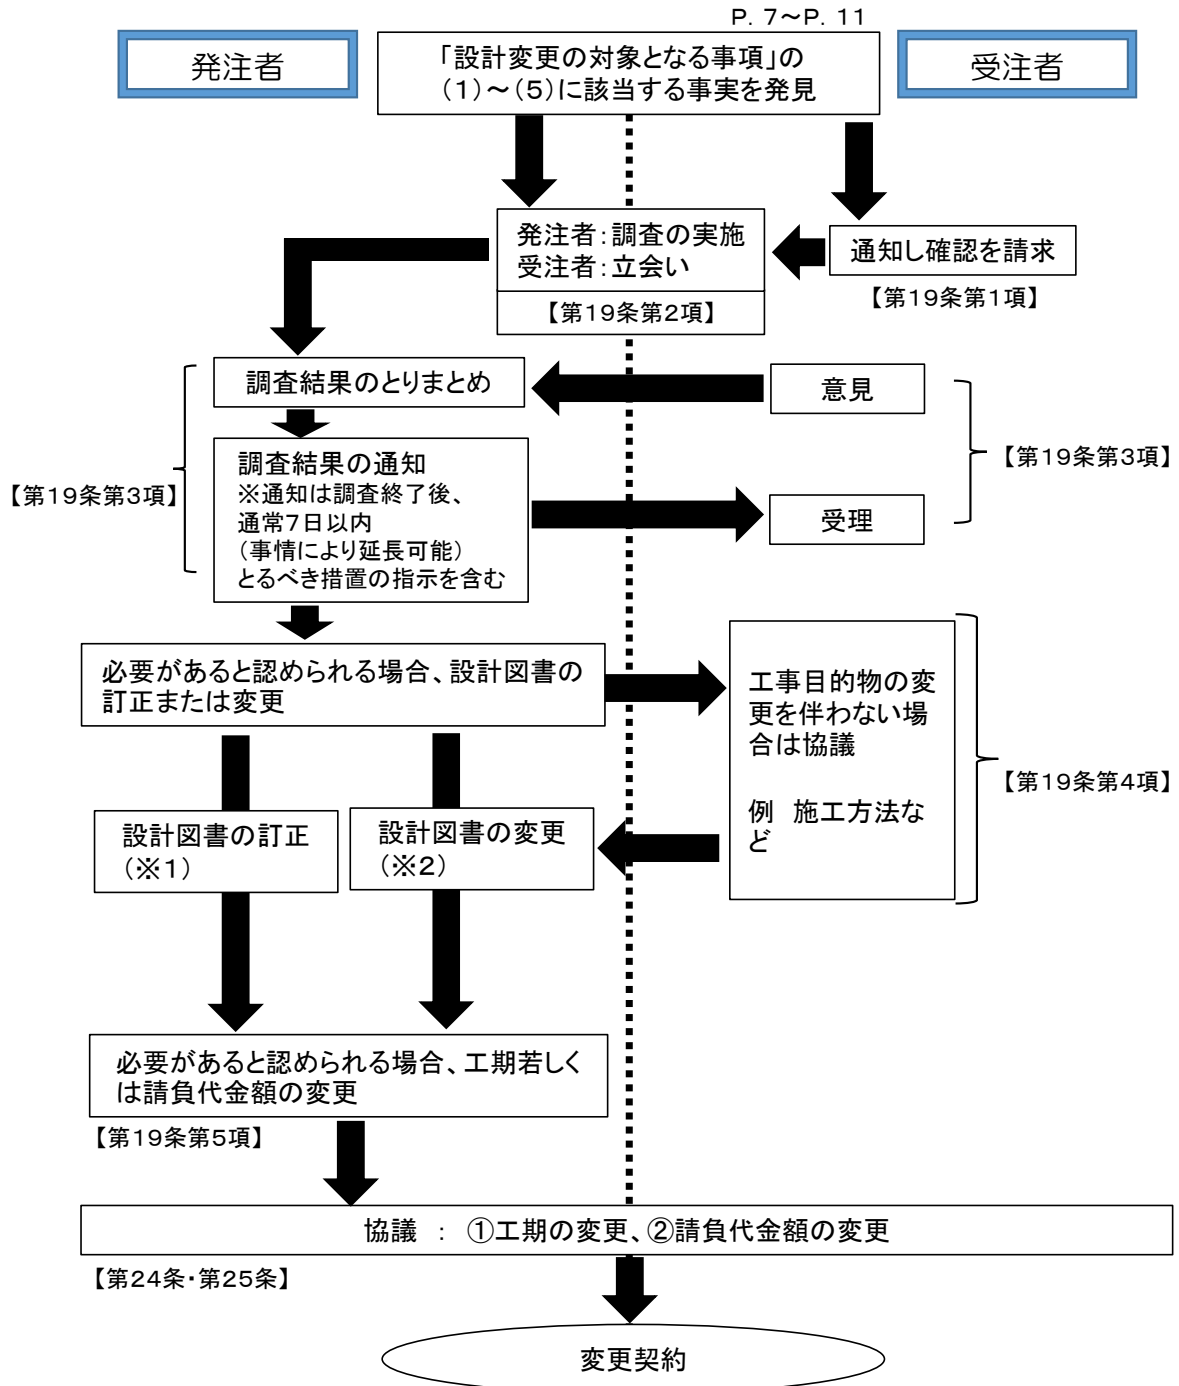 P. 7～P. 11
発注者
「設計変更の対象となる事項」の
（１）～（５）に該当する事実を発見
受注者
発注者：調査の実施
受注者：立会い
【第19条第2項】
通知し確認を請求
【第19条第1項】
調査結果のとりまとめ
意見
【第19条第3項】
調査結果の通知
※通知は調査終了後、
通常7日以内
（事情により延長可能）
とるべき措置の指示を含む
受理
【第19条第3項】
必要があると認められる場合、設計図書の
訂正または変更
工事目的物の変
更を伴わない場
合は協議
例　施工方法な
ど
【第19条第4項】
設計図書の訂正
（※1）
設計図書の変更
（※2）
必要があると認められる場合、工期若しく
は請負代金額の変更
【第19条第5項】
協議　：　①工期の変更、②請負代金額の変更
【第24条・第25条】
変更契約